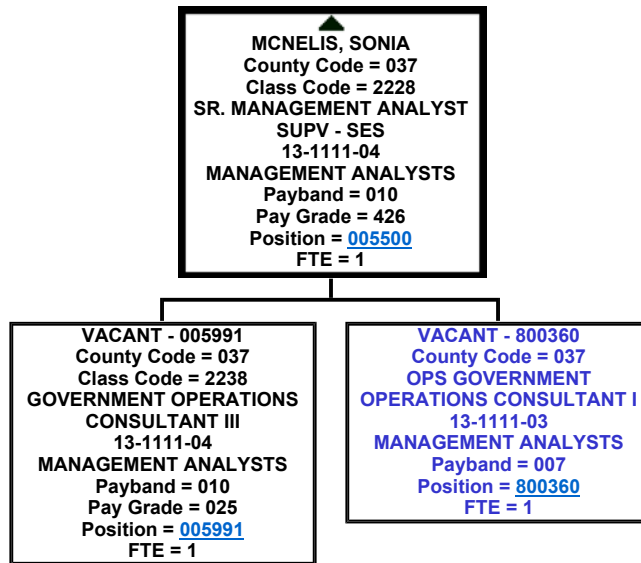 MCNELIS, SONIA
County Code = 037
Class Code = 2228
SR. MANAGEMENT ANALYST
SUPV - SES
13-1111-04
MANAGEMENT ANALYSTS
Payband = 010
Pay Grade = 426
Position = 005500
FTE = 1
VACANT - 005991
County Code = 037
Class Code = 2238
GOVERNMENT OPERATIONS
CONSULTANT III
13-1111-04
MANAGEMENT ANALYSTS
Payband = 010
Pay Grade = 025
Position = 005991
FTE = 1
VACANT - 800360
County Code = 037
OPS GOVERNMENT
OPERATIONS CONSULTANT I
13-1111-03
MANAGEMENT ANALYSTS
Payband = 007
Position = 800360
FTE = 1